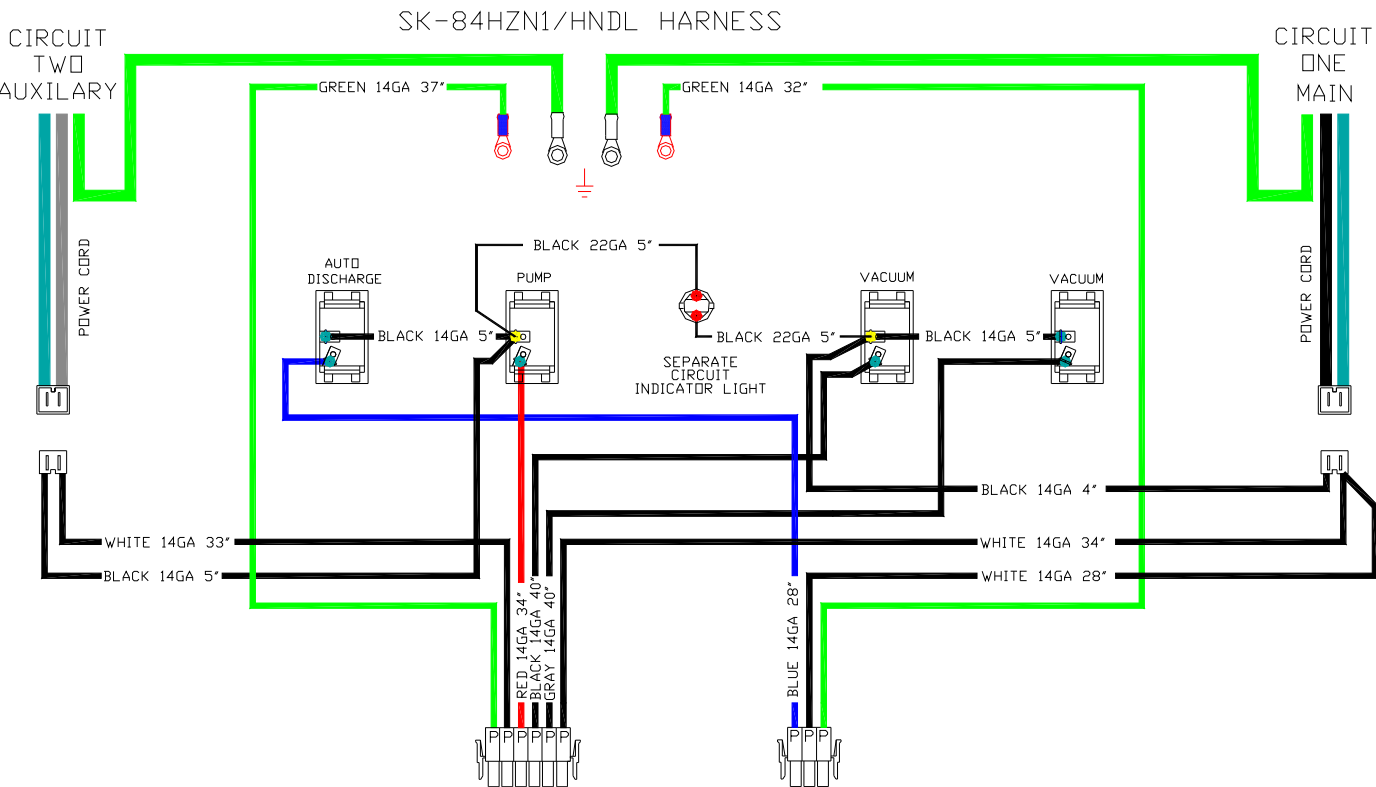 SK-84HZN1/HNDL HARNESS
CIRCUIT
TWO
AUXILARY
CIRCUIT
ONE
MAIN
GREEN 14GA 37"
GREEN 14GA 32"
POWER CORD
POWER CORD
BLACK 22GA 5"
AUTO
DISCHARGE
PUMP
VACUUM
VACUUM
BLACK 14GA 5"
BLACK 22GA 5"
BLACK 14GA 5"
SEPARATE
CIRCUIT
INDICATOR LIGHT
BLACK 14GA 4"
WHITE 14GA 33"
WHITE 14GA 34"
BLACK 14GA 5"
WHITE 14GA 28"
RED 14GA 34"
BLACK 14GA 40"
GRAY 14GA 40"
BLUE 14GA 28"
P P P P P P
P P P